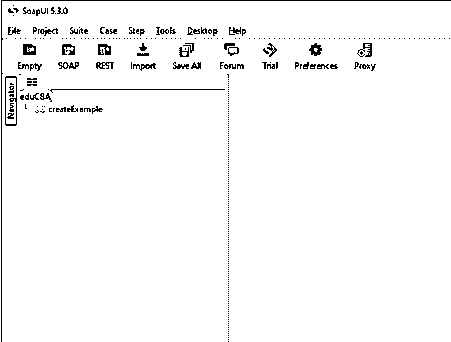 SoapUI 5.3.0
File Project Suite Case Step Tools Desktop Help
Empty SOAP REST Import Save All Forum Trial Preferences Proxy
Navigator
eduCBA
createExample